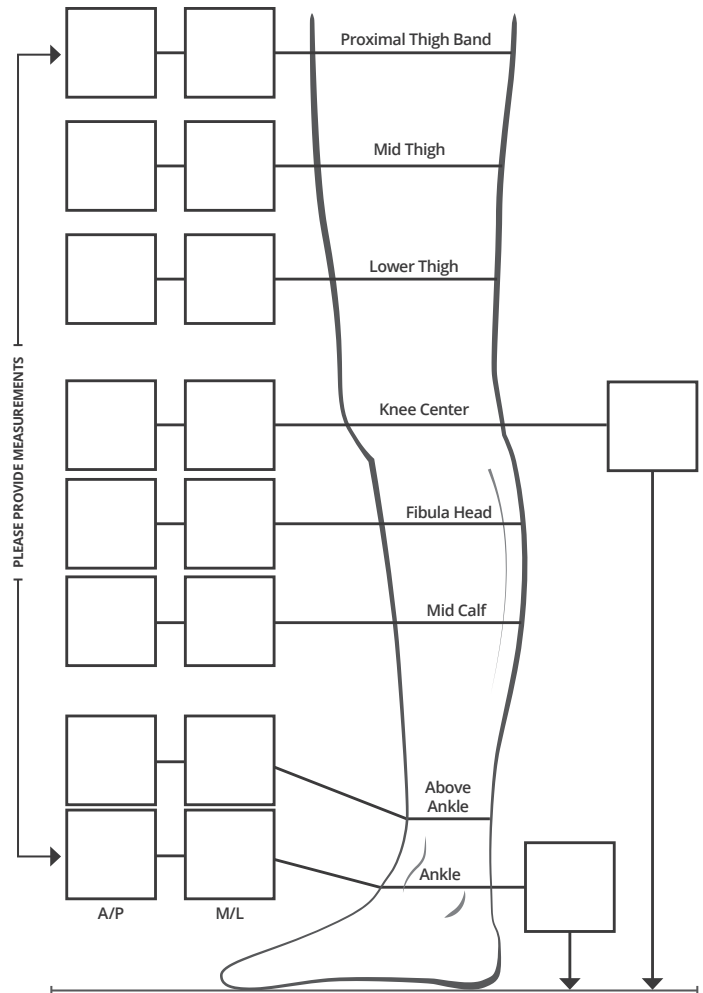 Proximal Thigh Band
Mid Thigh
Lower Thigh
PLEASE PROVIDE MEASUREMENTS
Knee Center
Fibula Head
Mid Calf
Above
Ankle
Ankle
A/P
M/L